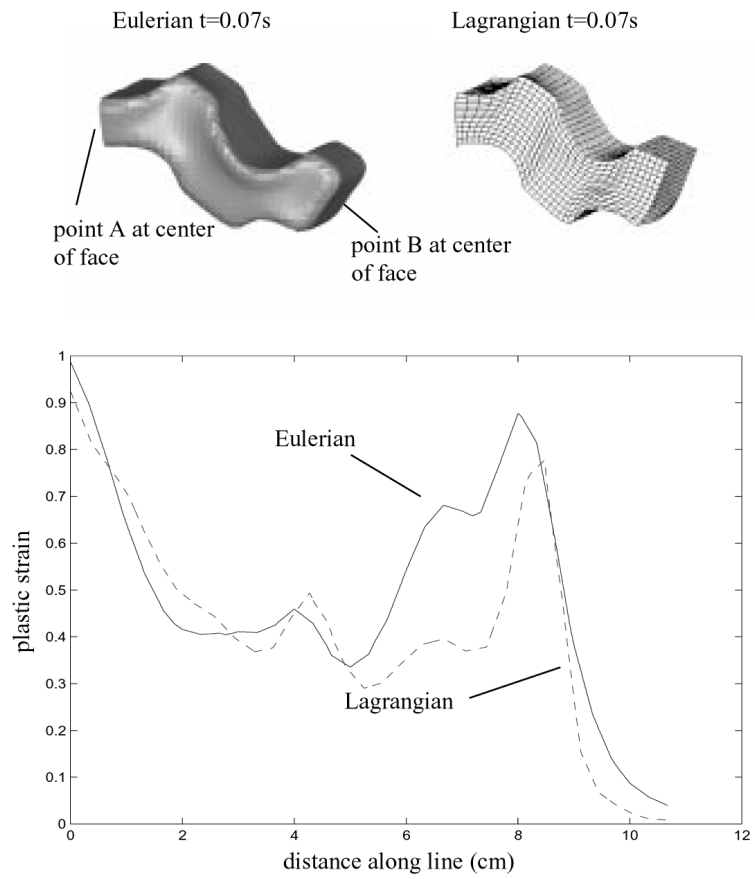 Eulerian t=0.07s
Lagrangian t=0.07s
point A at center
of face
point B at center
of face
1
0.9
0.8
0.7
0.6
0.5
0.4
0.3
0.2
0.1
0
plastic strain
Eulerian
Lagrangian
0
2
4
6
8
10
12
distance along line (cm)